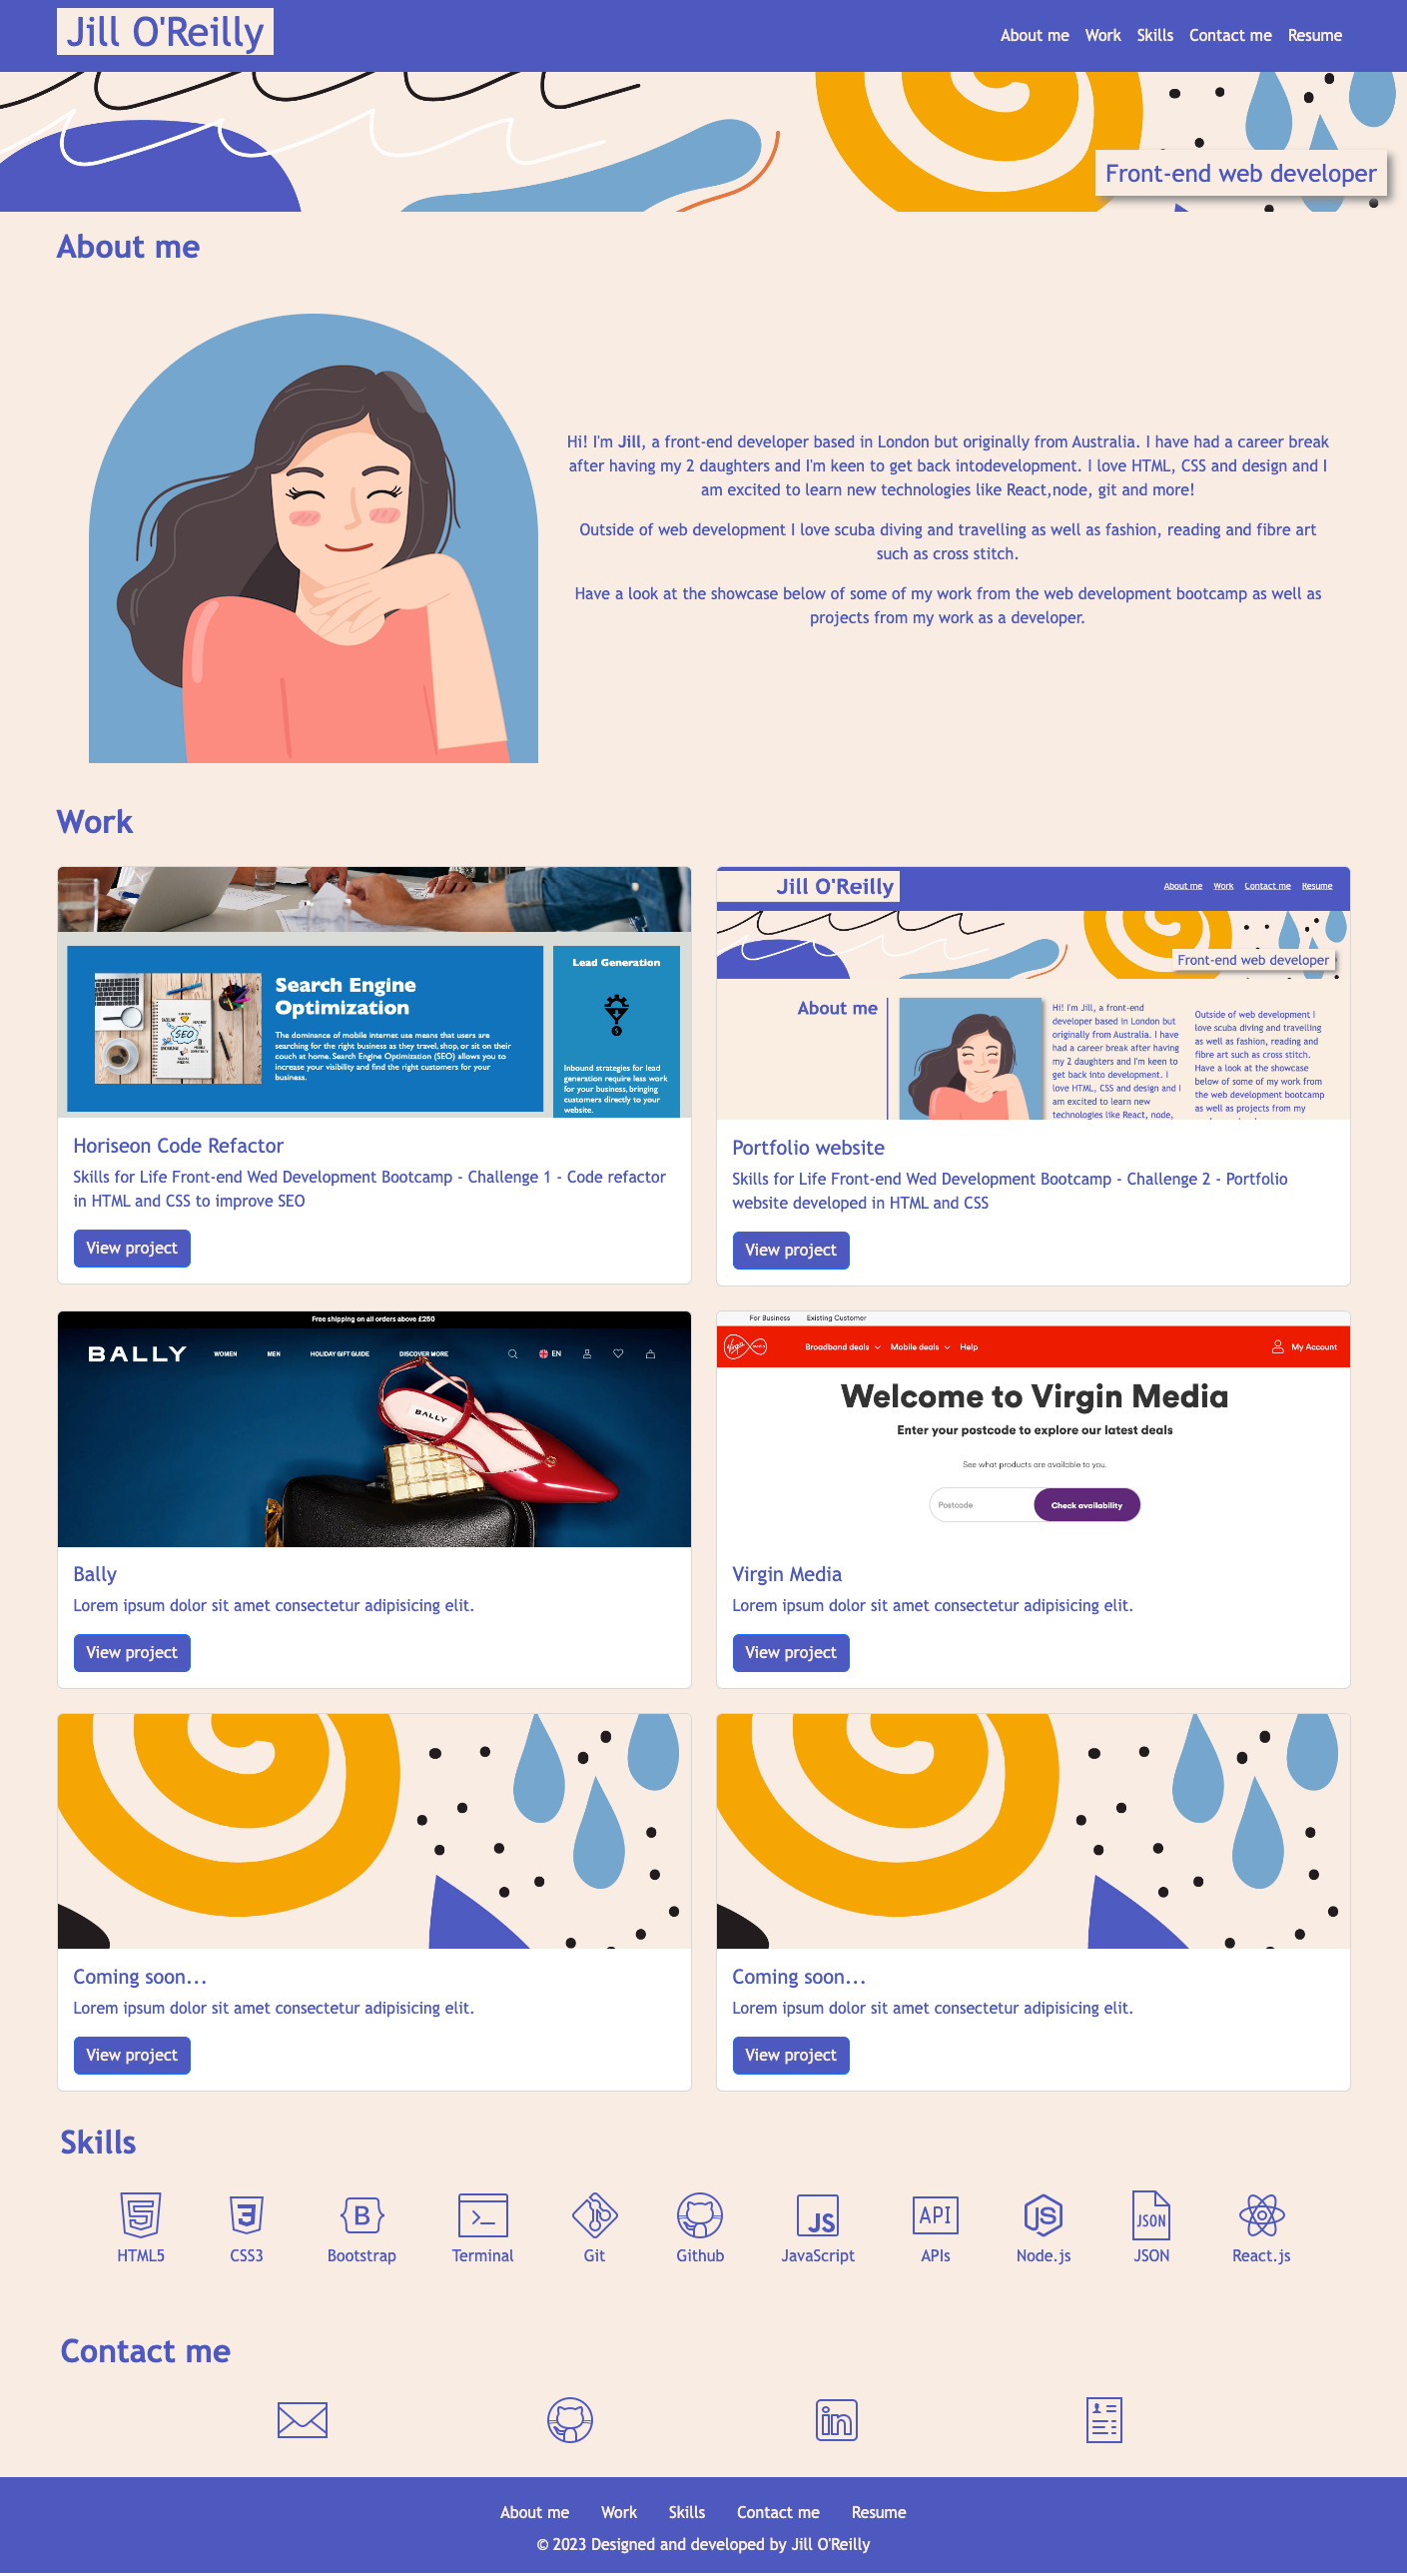 Jill O'Reilly
About me Work Skills Contact me Resume
Front-end web developer
About me
Hi! I'm Jill, a front-end developer based in London but originally from Australia. I have had a career break
after having my 2 daughters and I'm keen to get back intodevelopment. I love HTML, CSS and design and I
am excited to learn new technologies like React,node, git and more!
Outside of web development I love scuba diving and travelling as well as fashion, reading and fibre art
such as cross stitch.
Have a look at the showcase below of some of my work from the web development bootcamp as well as
projects from my work as a developer.
Work
Search Engine
Optimization
The dominance of mobile internet use means that users are
searching for the right business as they travel, shop, or sit on their
couch at home. Search Engine Optimization (SEO) allows you to
increase your visibility and find the right customers for your
business.
SEO
Lead Generation
Inbound strategies for lead
generation require less work
for your business, bringing
customers directly to your
website.
Horiseon Code Refactor
Skills for Life Front-end Wed Development Bootcamp - Challenge 1 - Code refactor
in HTML and CSS to improve SEO
View project
Jill O'Reilly
About me Work Contact me Resume
Front-end web developer
About me
Hi! I'm Jill, a front-end
developer based in London but
originally from Australia. I have
had a career break after having
my 2 daughters and I'm keen to
get back into development. I
love HTML, CSS and design and I
am excited to learn new
technologies like React, node,
Outside of web development I
love scuba diving and travelling
as well as fashion, reading and
fibre art such as cross stitch.
Have a look at the showcase
below of some of my work from
the web development bootcamp
as well as projects from my
Portfolio website
Skills for Life Front-end Wed Development Bootcamp - Challenge 2 - Portfolio
website developed in HTML and CSS
View project
Free shipping on all orders above £250
BALLY WOMEN MEN HOLIDAY GIFT GUIDE DISCOVER MORE EN
BALLY
Bally
Lorem ipsum dolor sit amet consectetur adipisicing elit.
View project
For Business Existing Customer
Broadband deals Mobile deals Help My Account
Welcome to Virgin Media
Enter your postcode to explore our latest deals
See what products are available to you.
Postcode Check availability
Virgin Media
Lorem ipsum dolor sit amet consectetur adipisicing elit.
View project
Coming soon...
Lorem ipsum dolor sit amet consectetur adipisicing elit.
View project
Coming soon...
Lorem ipsum dolor sit amet consectetur adipisicing elit.
View project
Skills
5 3 B JS API JS JSON
HTML5 CSS3 Bootstrap Terminal Git Github JavaScript APIs Node.js JSON React.js
Contact me
in
About me Work Skills Contact me Resume
© 2023 Designed and developed by Jill O'Reilly